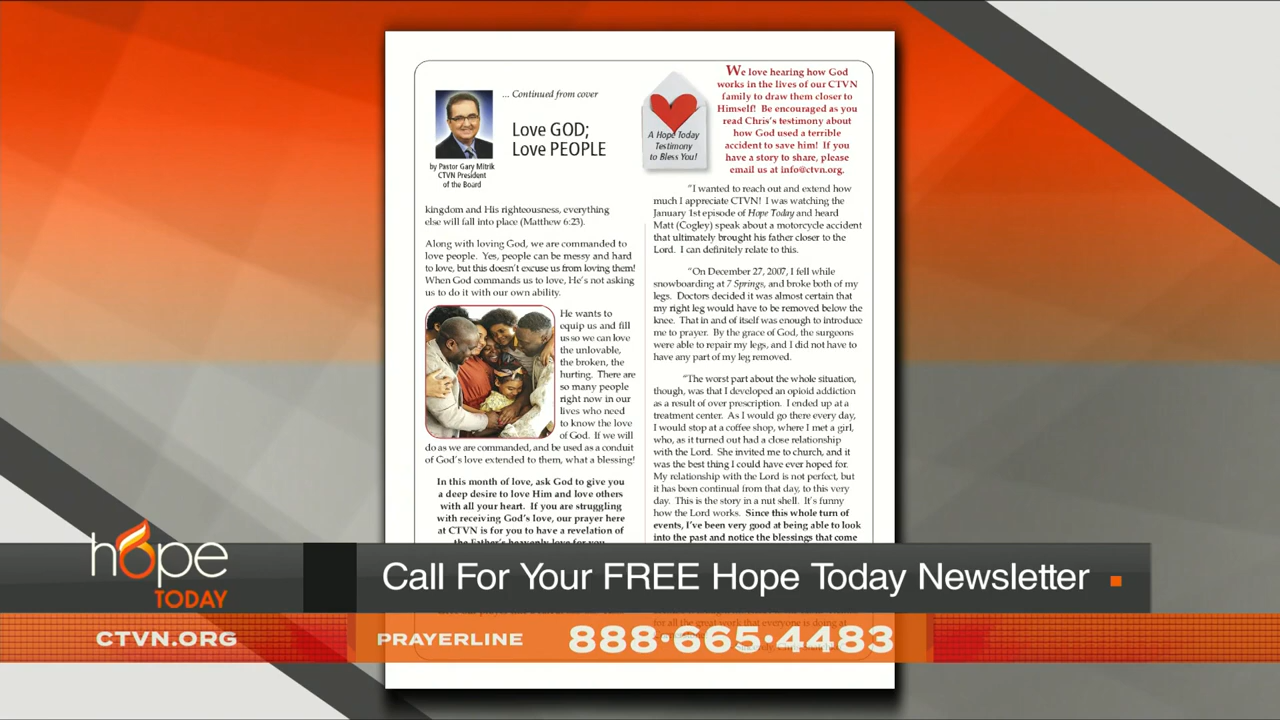 ... Continued from cover
Love GOD;
Love PEOPLE
by Pastor Gary Mitrik
CTVN President
of the Board
kingdom and His righteousness, everything
else will fall into place (Matthew 6:23).
Along with loving God, we are commanded to
love people. Yes, people can be messy and hard
to love, but this doesn't excuse us from loving them!
When God commands us to love, He's not asking
us to do it with our own ability.
He wants to
equip us and fill
us so we can love
the unlovable,
the broken, the
hurting. There are
so many people
right now in our
lives who need
to know the love
of God. If we will
do as we are commanded, and be used as a conduit
of God's love extended to them, what a blessing!
In this month of love, ask God to give you
a deep desire to love Him and love others
with all your heart. If you are struggling
with receiving God's love, our prayer here
at CTVN is for you to have a revelation of
the Father's heavenly love for you
A Hope Today
Testimony
to Bless You!
We love hearing how God
works in the lives of our CTVN
family to draw them closer to
Himself! Be encouraged as you
read Chris's testimony about
how God used a terrible
accident to save him! If you
have a story to share, please
email us at info@ctvn.org.
"I wanted to reach out and extend how
much I appreciate CTVN! I was watching the
January 1st episode of Hope Today and heard
Matt (Cogley) speak about a motorcycle accident
that ultimately brought his father closer to the
Lord. I can definitely relate to this.
"On December 27, 2007, I fell while
snowboarding at 7 Springs, and broke both of my
legs. Doctors decided it was almost certain that
my right leg would have to be removed below the
knee. That in and of itself was enough to introduce
me to prayer. By the grace of God, the surgeons
were able to repair my legs, and I did not have to
have any part of my leg removed.
"The worst part about the whole situation,
though, was that I developed an opioid addiction
as a result of over prescription. I ended up at a
treatment center. As I would go there every day,
I would stop at a coffee shop, where I met a girl,
who, as it turned out had a close relationship
with the Lord. She invited me to church, and it
was the best thing I could have ever hoped for.
My relationship with the Lord is not perfect, but
it has been continual from that day, to this very
day. This is the story in a nut shell. It's funny
how the Lord works. Since this whole turn of
events, I've been very good at being able to look
into the past and notice the blessings that come
for all the great work that everyone is doing at
hope
TODAY
Call For Your FREE Hope Today Newsletter
CTVN.ORG
PRAYERLINE 888•665•4483